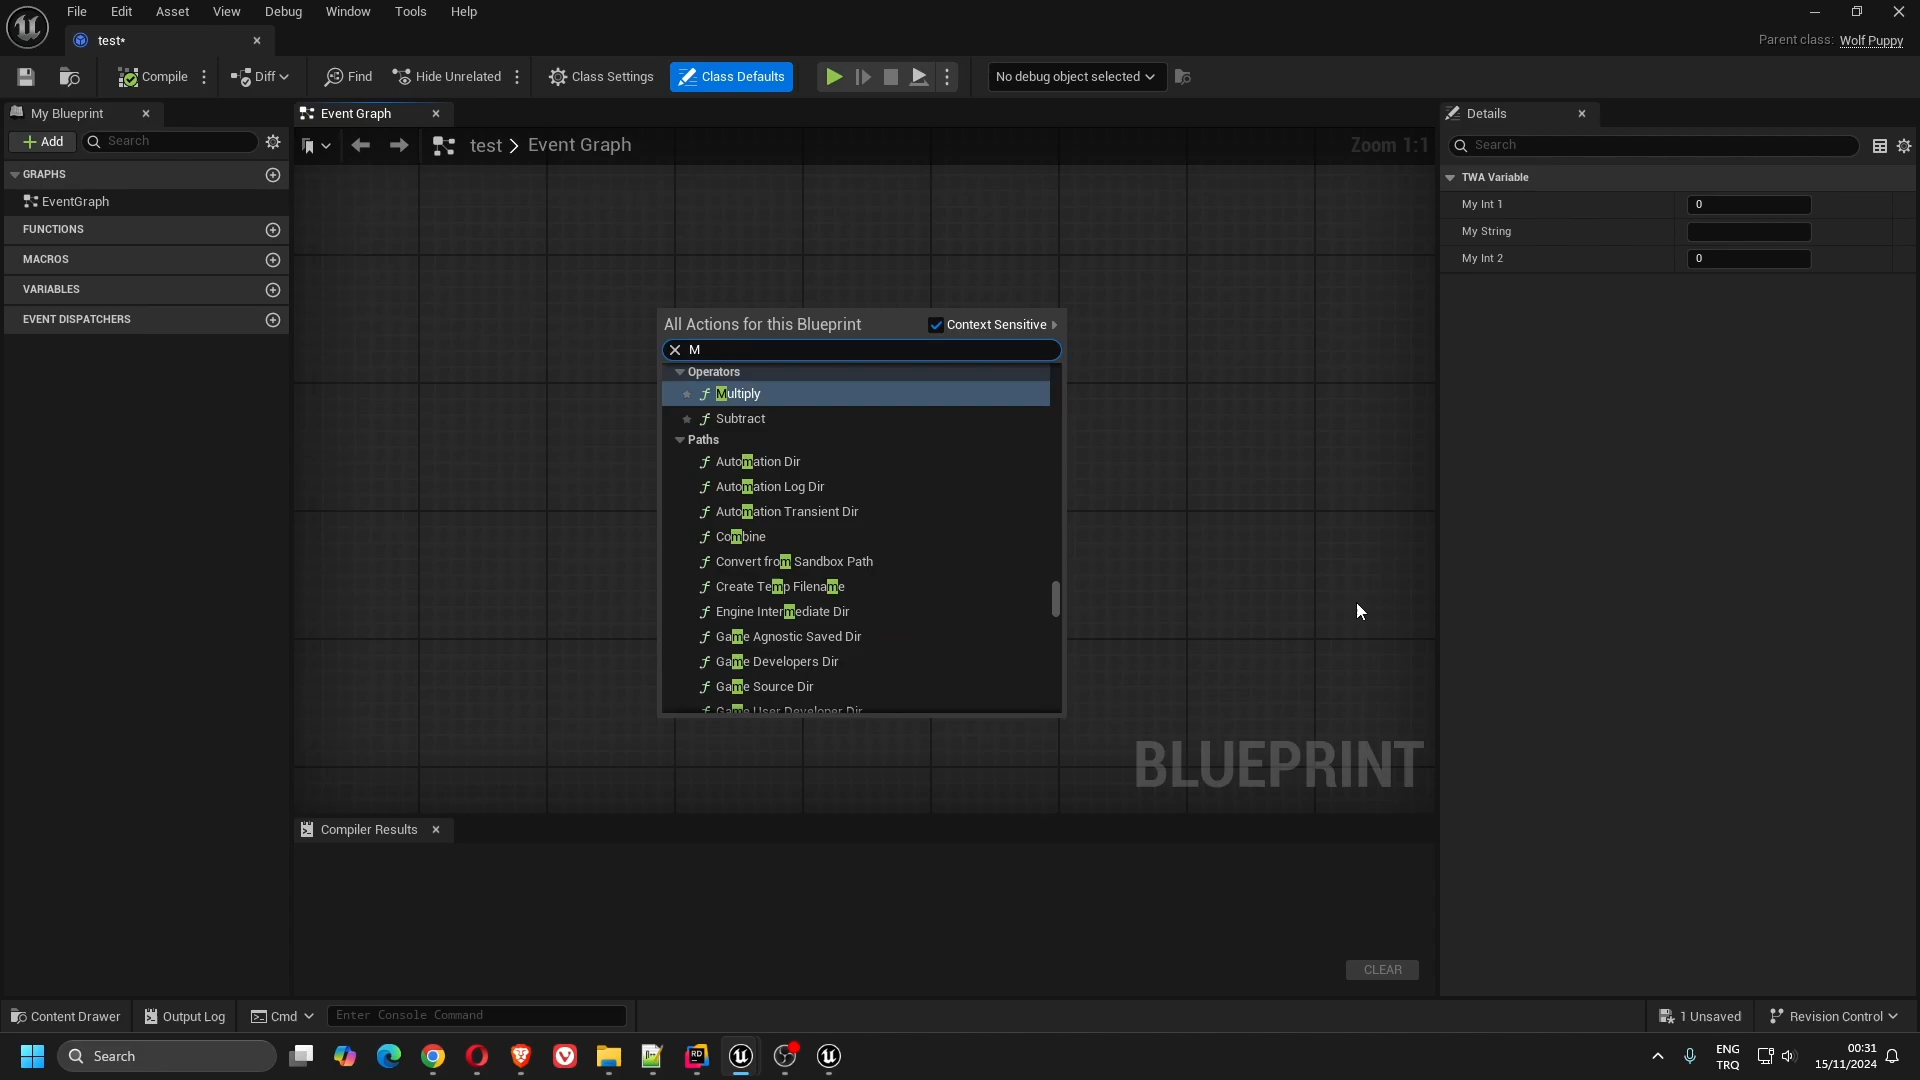 File Edit Asset View Debug Window Tools Help
test*
Parent class: Wolf Puppy
Compile Diff Find Hide Unrelated Class Settings Class Defaults No debug object selected
My Blueprint
Add Search
GRAPHS
EventGraph
FUNCTIONS
MACROS
VARIABLES
EVENT DISPATCHERS
Event Graph
test > Event Graph
Zoom 1:1
All Actions for this Blueprint
Context Sensitive
M
Operators
Multiply
Subtract
Paths
Automation Dir
Automation Log Dir
Automation Transient Dir
Combine
Convert from Sandbox Path
Create Temp Filename
Engine Intermediate Dir
Game Agnostic Saved Dir
Game Developers Dir
Game Source Dir
Game User Developer Dir
BLUEPRINT
Compiler Results
CLEAR
Details
Search
TWA Variable
My Int 1 0
My String
My Int 2 0
Content Drawer Output Log Cmd Enter Console Command 1 Unsaved Revision Control
Search
RD
ENG
TRQ
00:31
15/11/2024